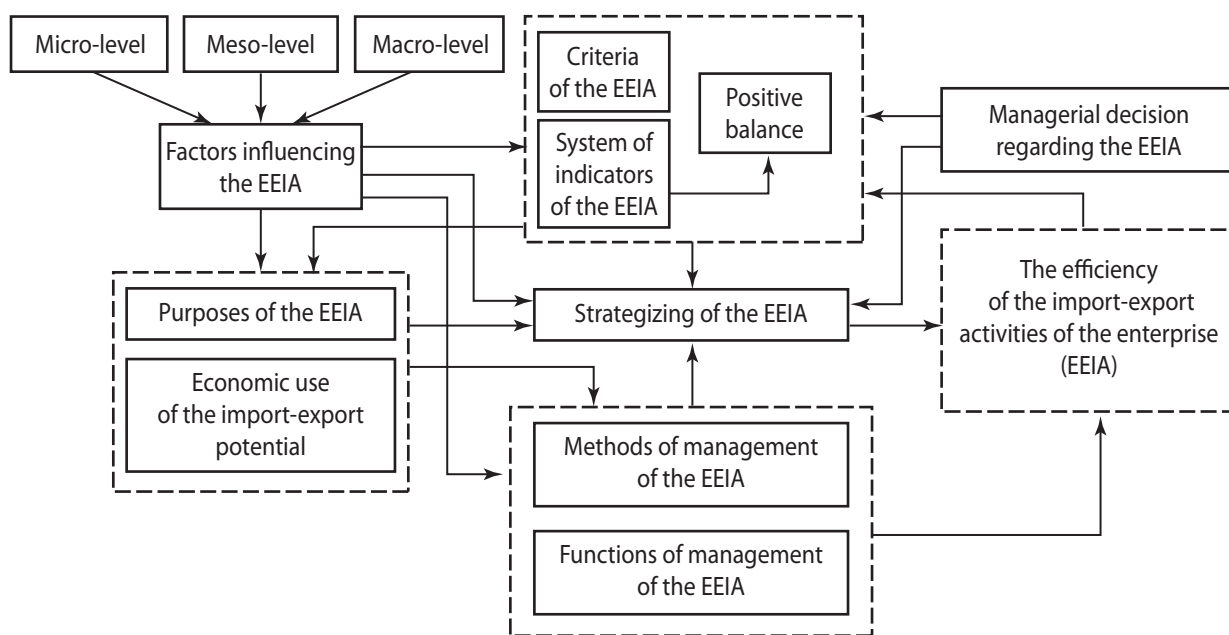 Micro-level
Meso-level
Macro-level
Factors influencing
the EEIA
Criteria
of the EEIA
System of
indicators
of the EEIA
Positive
balance
Managerial decision
regarding the EEIA
Purposes of the EEIA
Economic use
of the import-export
potential
Strategizing of the EEIA
The efficiency
of the import-export
activities of the enterprise
(EEIA)
Methods of management
of the EEIA
Functions of management
of the EEIA